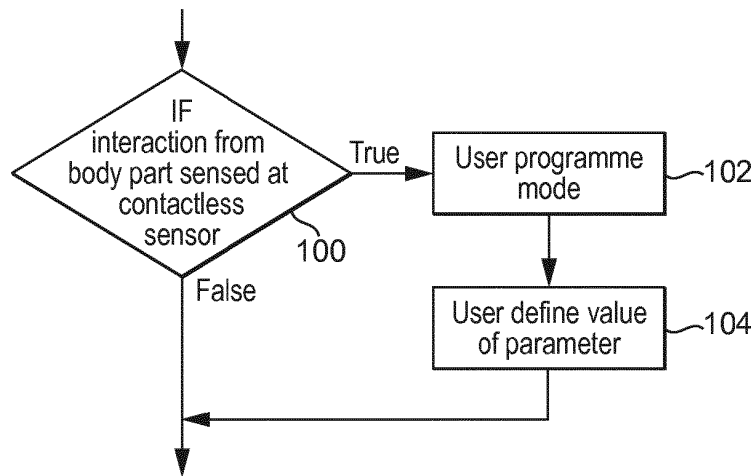 IF
interaction from
body part sensed at
contactless
sensor
100
True
False
User programme
mode
102
User define value
of parameter
104